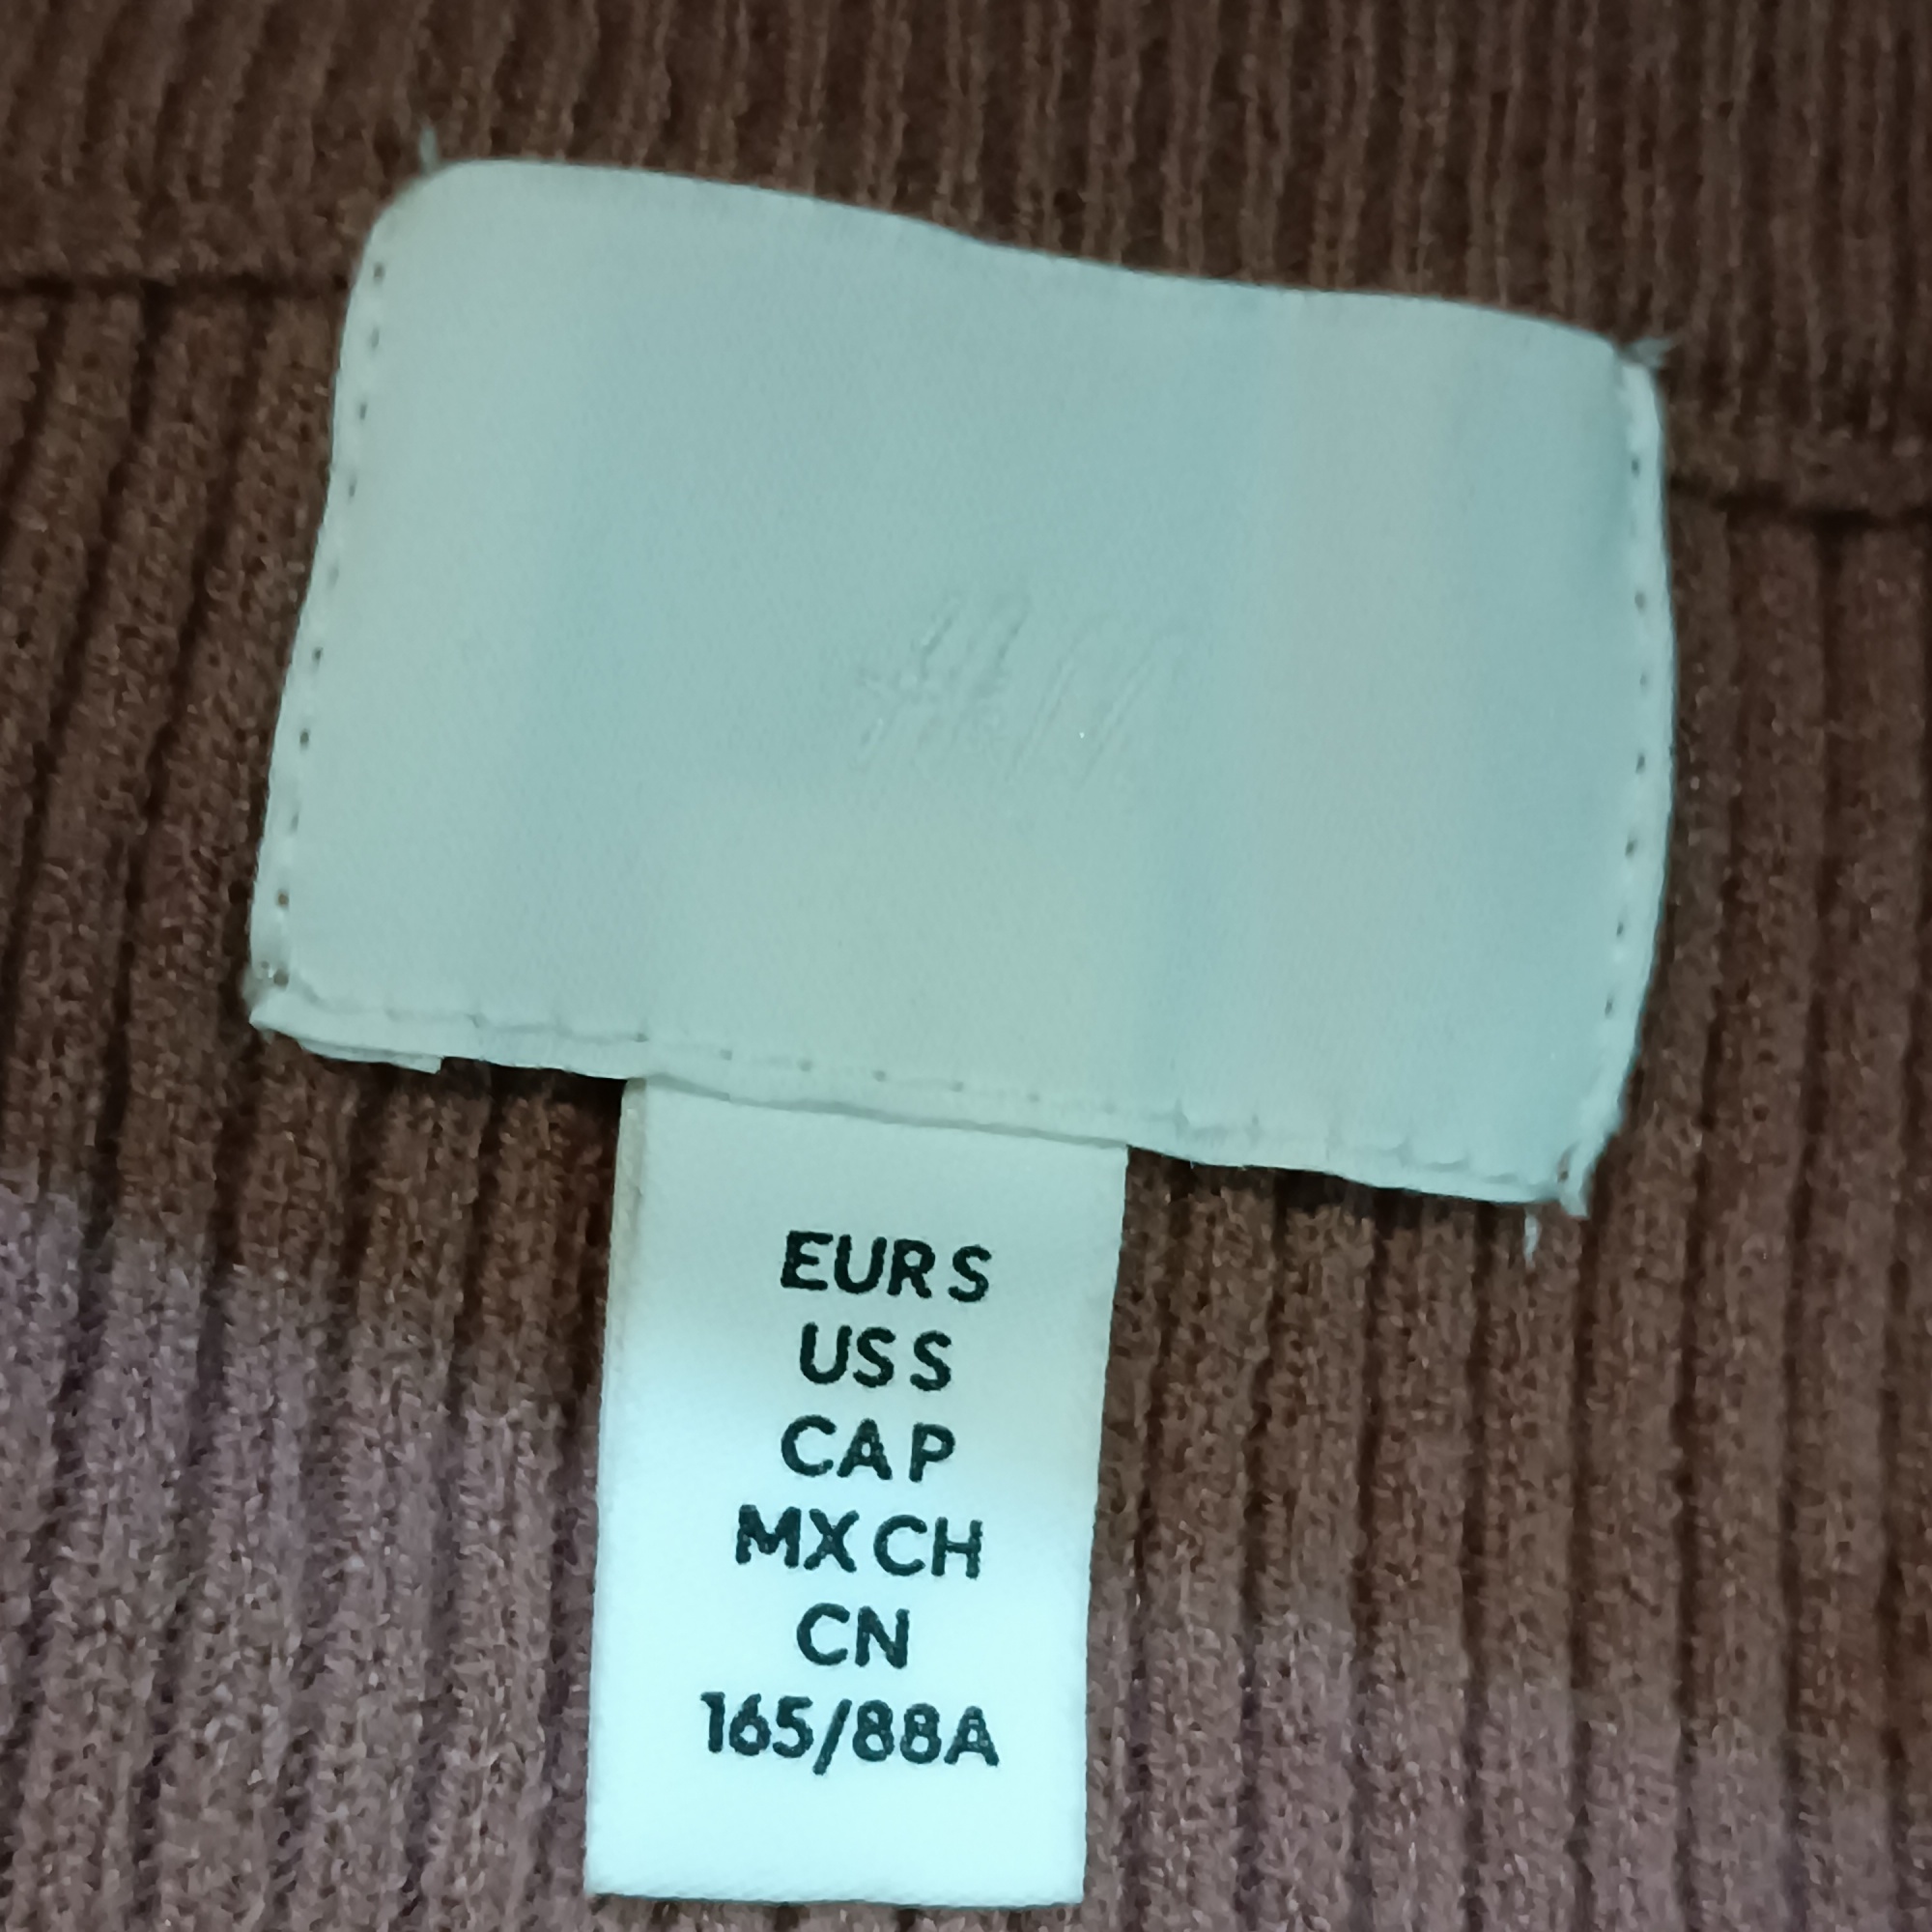 H&M
EUR S
US S
CA P
MX CH
CN
165/88A